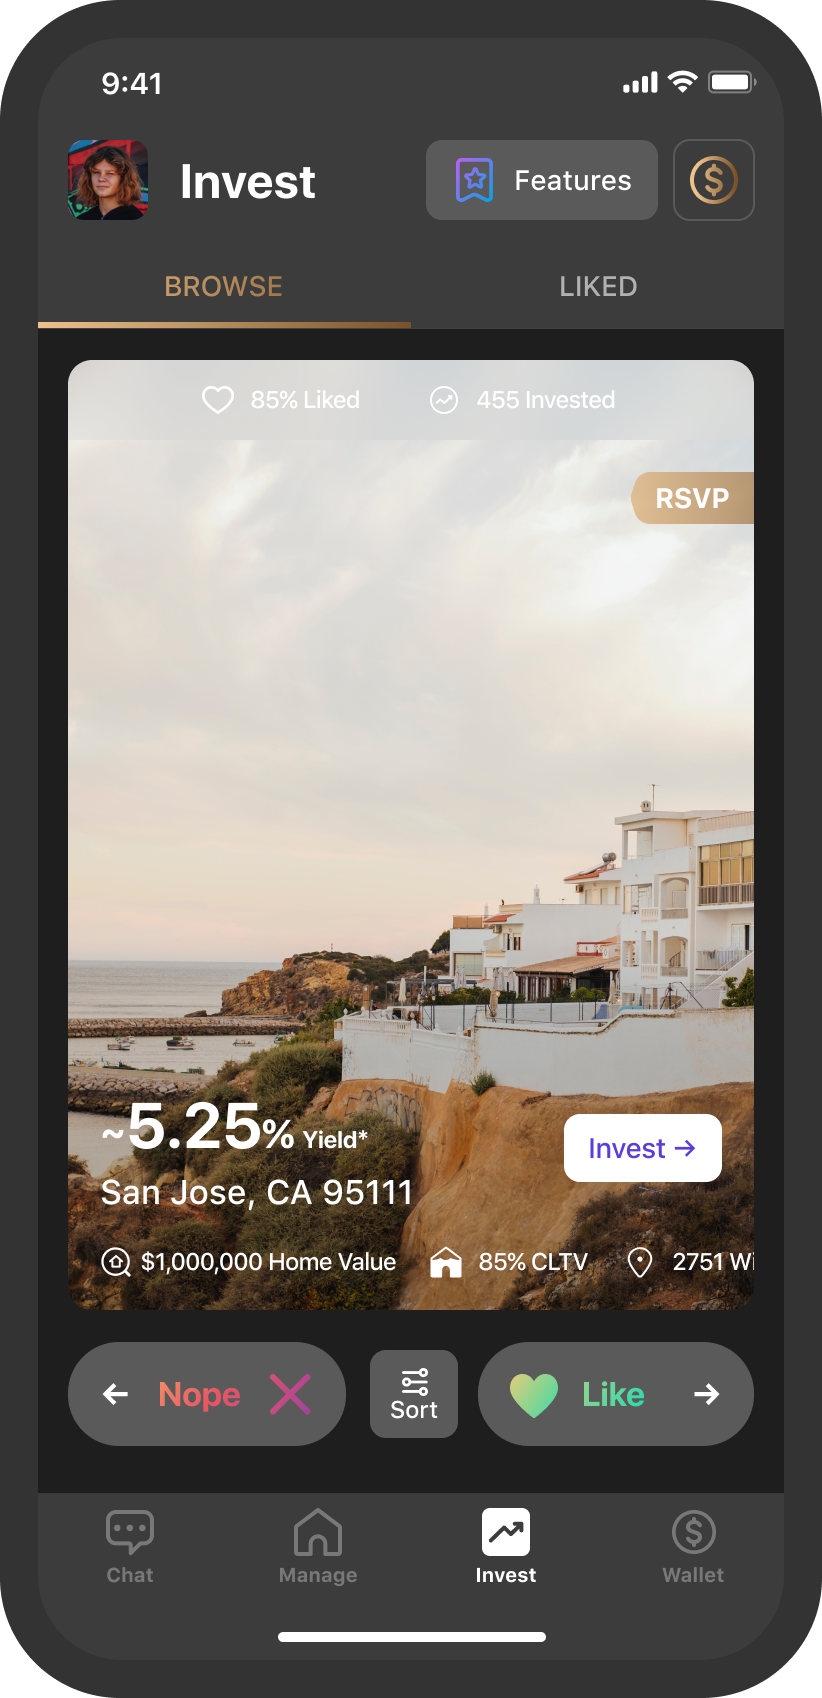 9:41
Invest
Features
BROWSE
LIKED
85% Liked
455 Invested
RSVP
~5.25% Yield*
San Jose, CA 95111
Invest →
$1,000,000 Home Value
85% CLTV
2751 Wi
← Nope
Sort
Like →
Chat
Manage
Invest
Wallet